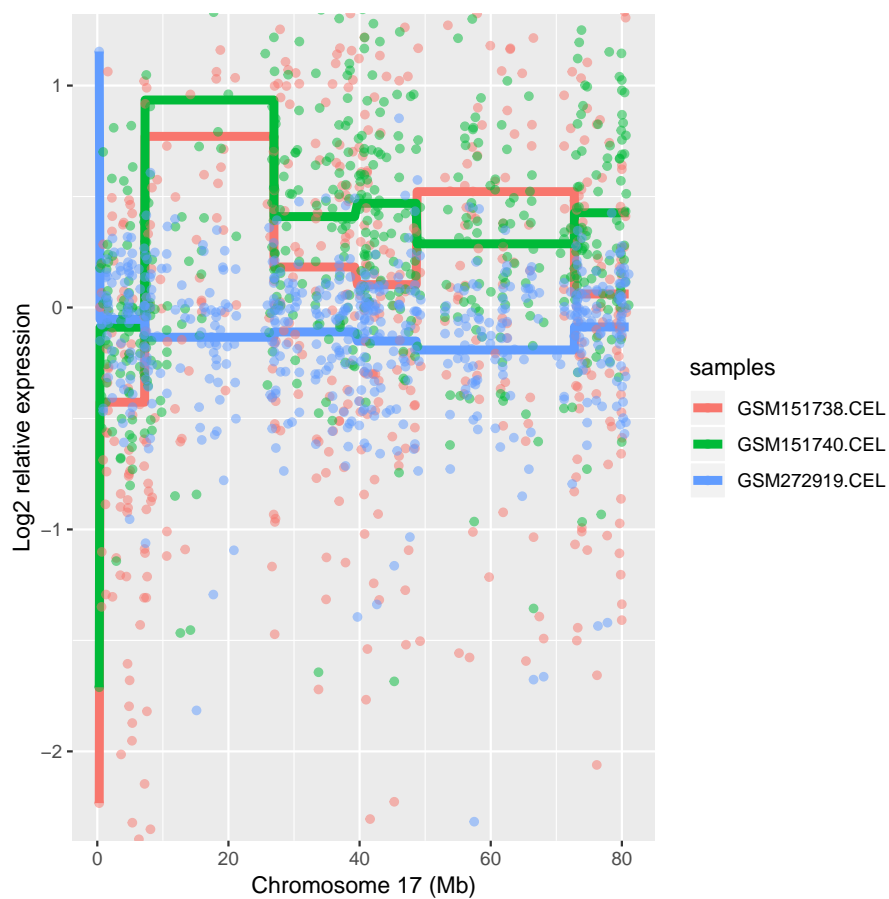 1
0
−1
−2
Log2 relative expression
0
20
40
60
80
Chromosome 17 (Mb)
samples
GSM151738.CEL
GSM151740.CEL
GSM272919.CEL